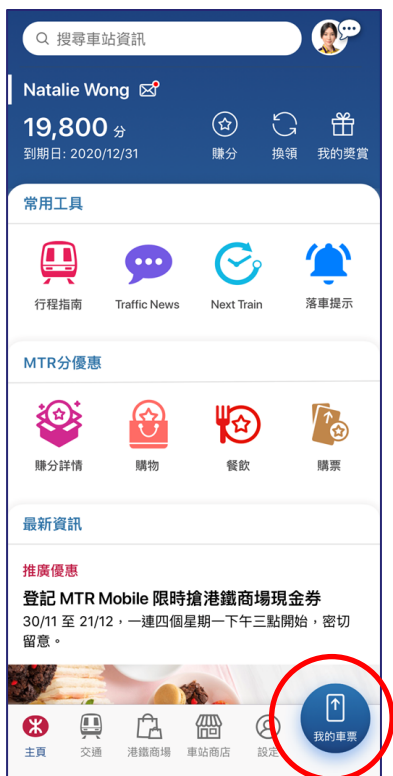 搜尋車站資訊
Natalie Wong
19,800 分
到期日: 2020/12/31
賺分 換領 我的獎賞
常用工具
行程指南 Traffic News Next Train 落車提示
MTR分優惠
賺分詳情 購物 餐飲 購票
最新資訊
推廣優惠
登記 MTR Mobile 限時搶港鐵商場現金券
30/11 至 21/12，一連四個星期一下午三點開始，密切
留意。
主頁 交通 港鐵商場 車站商店 設定 我的車票